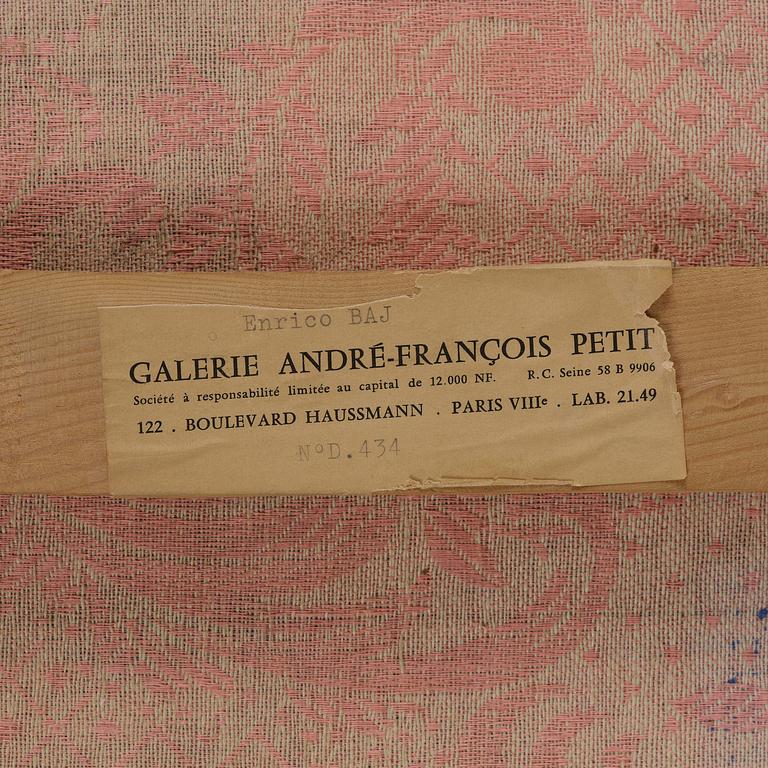 Enrico BAJ
GALERIE ANDRÉ-FRANÇOIS PETIT
Société à responsabilité limitée au capital de 12.000 NF. R.C. Seine 58 B 9906
122 . BOULEVARD HAUSSMANN . PARIS VIIIe . LAB. 21.49
NºD.434